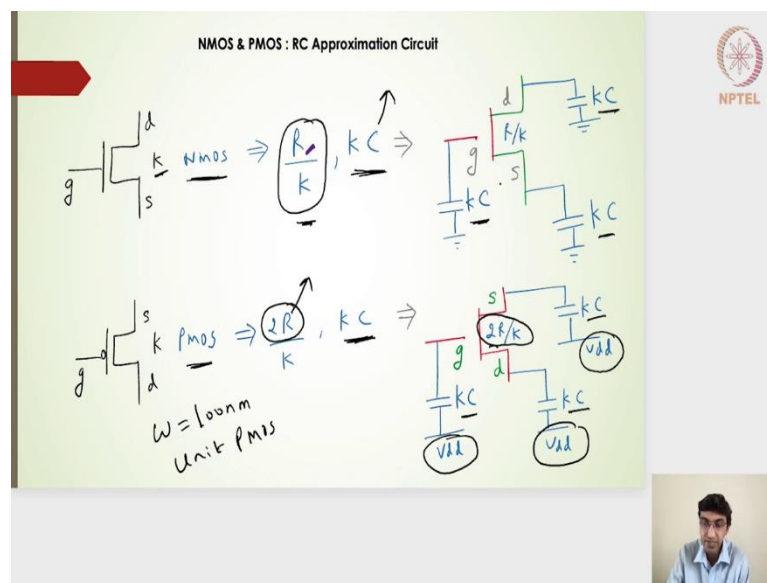 NMOS & PMOS : RC Approximation Circuit
NPTEL
d
g
k
s
Nmos ⇒ R/k , kC ⇒
d
kC
R/k
g
s
kC
kC
s
g
k
d
Pmos ⇒ 2R/k , kC ⇒
s
kC
vdd
2R/k
g
d
kC
vdd
kC
vdd
W = 100nm
Unit Pmos